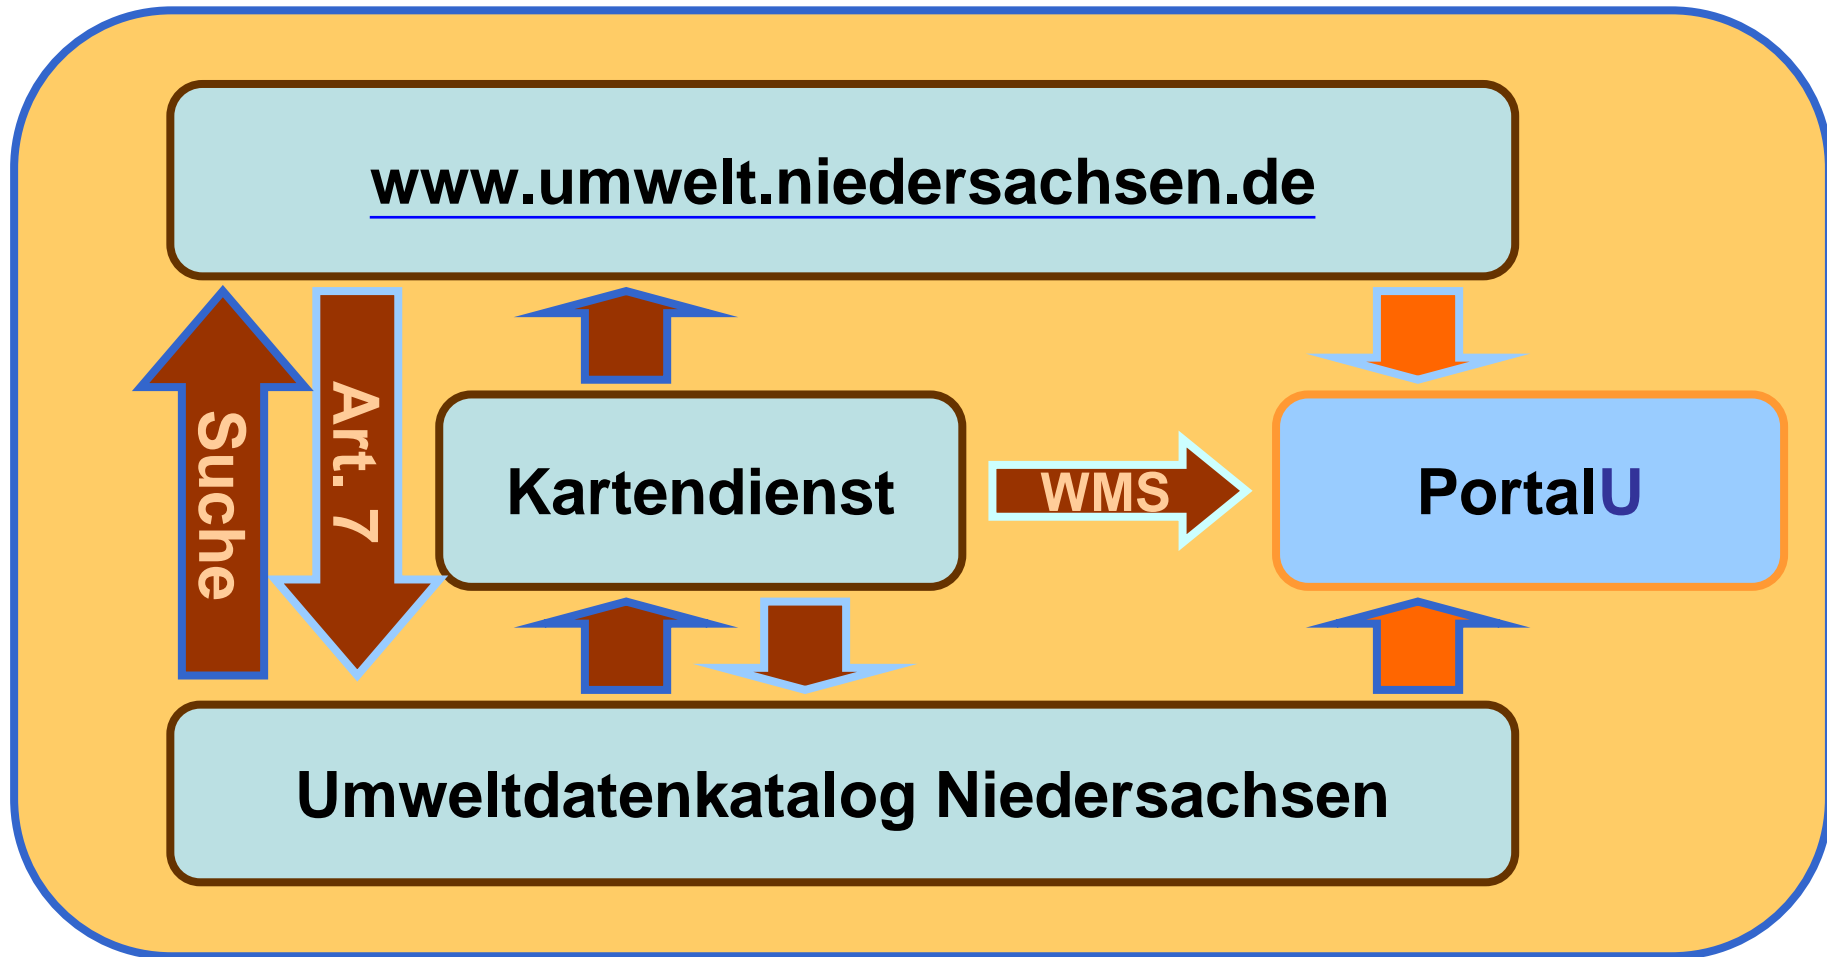 www.umwelt.niedersachsen.de
Suche
Art. 7
Kartendienst
WMS
PortalU
Umweltdatenkatalog Niedersachsen